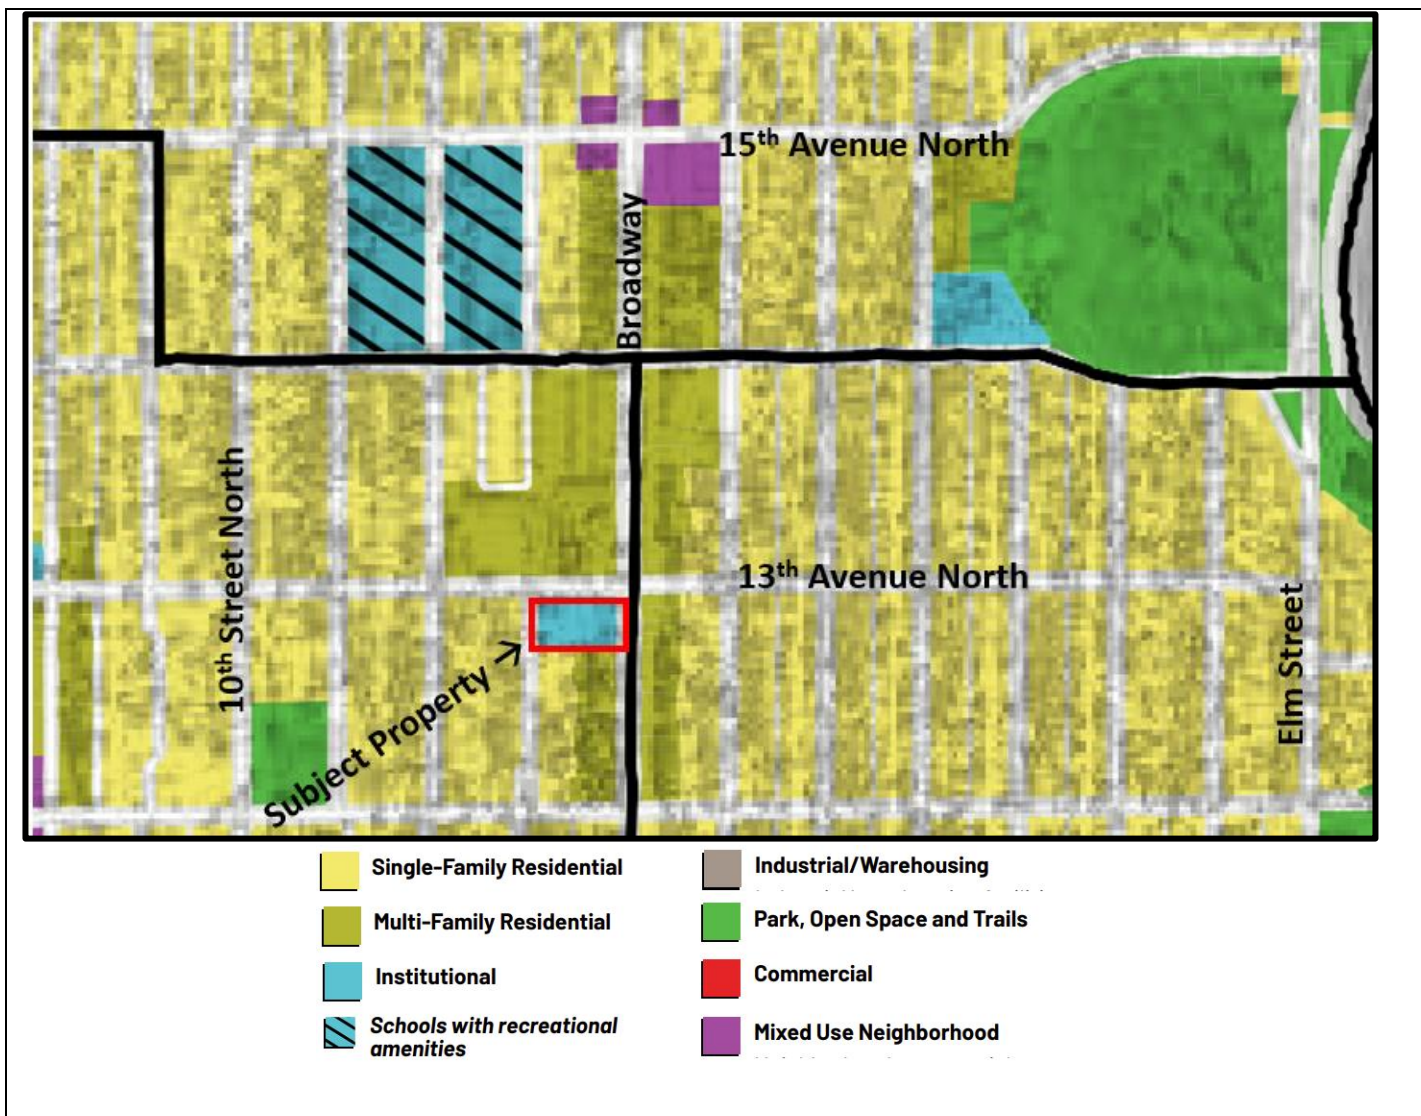 15th Avenue North
Broadway
10th Street North
13th Avenue North
Elm Street
Subject Property →
Single-Family Residential
Multi-Family Residential
Institutional
Schools with recreational
amenities
Industrial/Warehousing
Park, Open Space and Trails
Commercial
Mixed Use Neighborhood